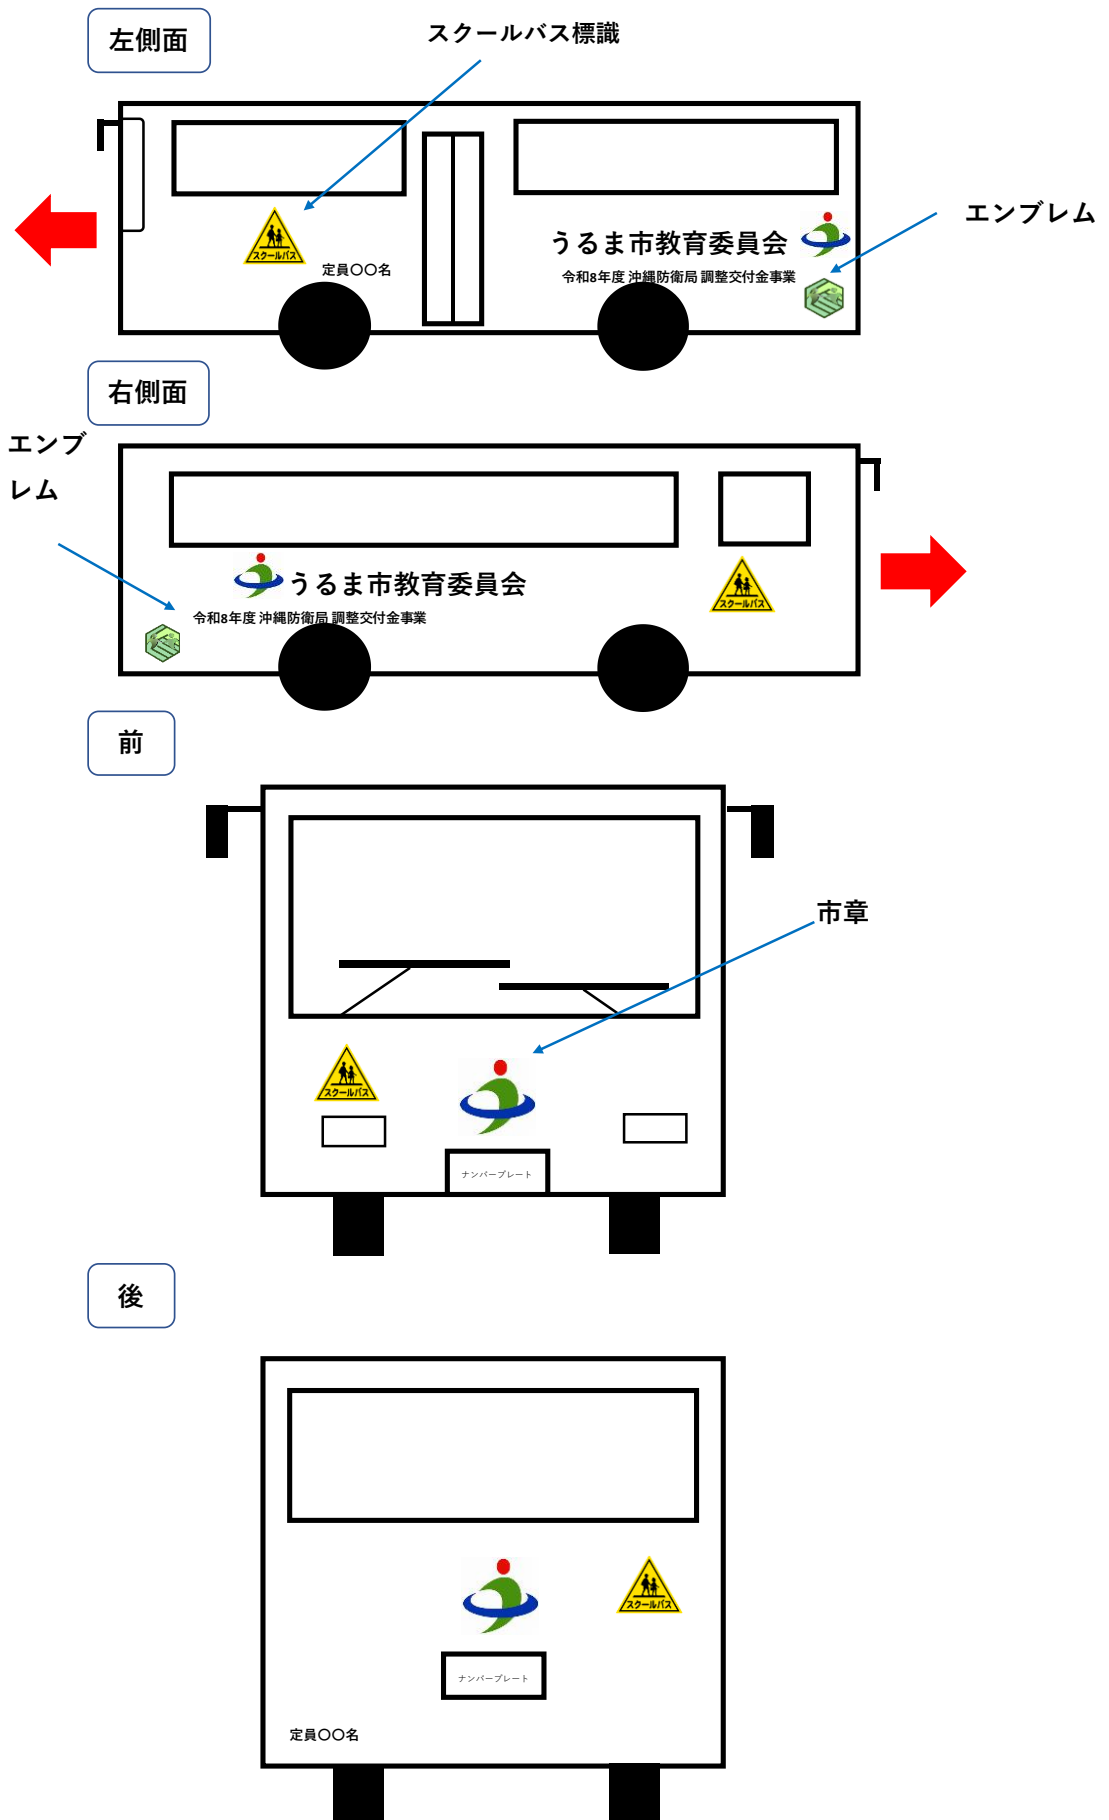 左側面
スクールバス標識
エンブレム
うるま市教育委員会
スクールバス
定員〇〇名
令和8年度 沖縄防衛局 調整交付金事業
右側面
エンブ
レム
うるま市教育委員会
スクールバス
令和8年度 沖縄防衛局 調整交付金事業
前
市章
スクールバス
ナンバープレート
後
スクールバス
ナンバープレート
定員〇〇名